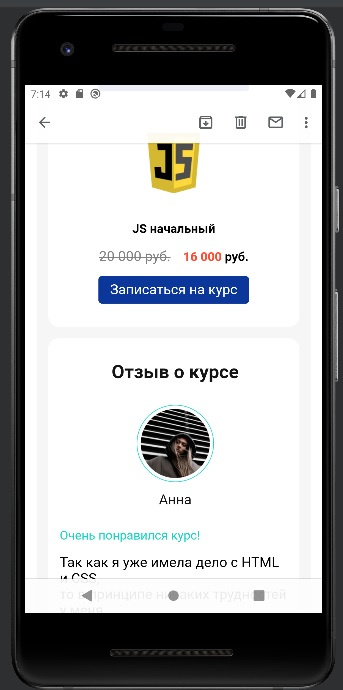 7:14
JS
JS начальный
20 000 руб. 16 000 руб.
Записаться на курс
Отзыв о курсе
Анна
Очень понравился курс!
Так как я уже имела дело с HTML
и CSS,
то в принципе никаких трудностей
у меня